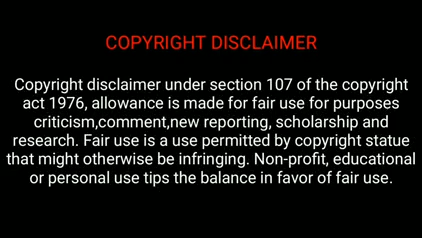 COPYRIGHT DISCLAIMER
Copyright disclaimer under section 107 of the copyright
act 1976, allowance is made for fair use for purposes
criticism,comment,new reporting, scholarship and
research. Fair use is a use permitted by copyright statue
that might otherwise be infringing. Non-profit, educational
or personal use tips the balance in favor of fair use.